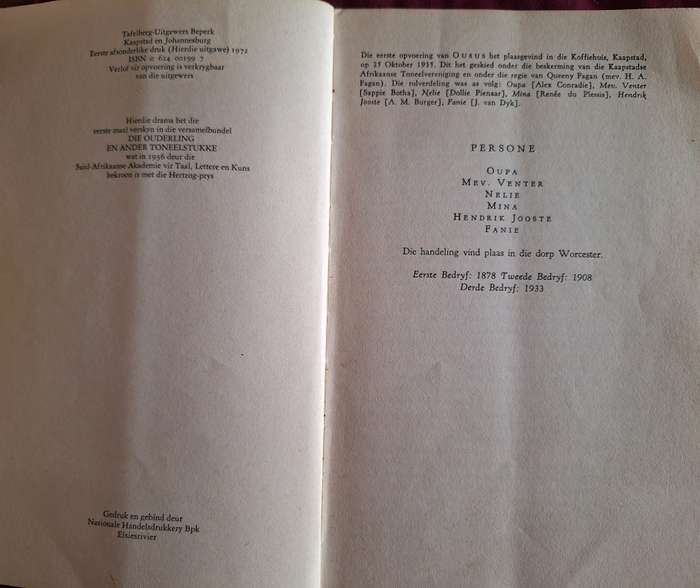 Tafelberg-Uitgewers Beperk
Kaapstad en Johannesburg
Eerste afsonderlike druk (Hierdie uitgawe) 1972
ISBN 0 624 00199 7
Verlof vir opvoering is verkrygbaar
van die uitgewers
Hierdie drama het die
eerste maal verskyn in die versamelbundel
DIE OUDERLING
EN ANDER TONEELSTUKKE
wat in 1936 deur die
Suid-Afrikaanse Akademie vir Taal, Lettere en Kuns
bekroon is met die Hertzog-prys
Gedruk en gebind deur
Nationale Handelsdrukkery Bpk
Elsiesrivier
Die eerste opvoering van OUSUS het plaasgevind in die Koffiehuis, Kaapstad,
op 25 Oktober 1933. Dit het geskied onder die beskerming van die Kaapstadse
Afrikaanse Toneelvereniging en onder die regie van Queeny Fagan (mev. H. A.
Fagan). Die rolverdeling was as volg: Oupa [Alex Conradie], Mev. Venter
[Sappie Botha], Nelie [Dollie Pienaar], Mina [Renée du Plessis], Hendrik
Jooste [A. M. Burger], Fanie [J. van Dyk].
PERSONE
OUPA
MEV. VENTER
NELIE
MINA
HENDRIK JOOSTE
FANIE
Die handeling vind plaas in die dorp Worcester.
Eerste Bedryf: 1878 Tweede Bedryf: 1908
Derde Bedryf: 1933